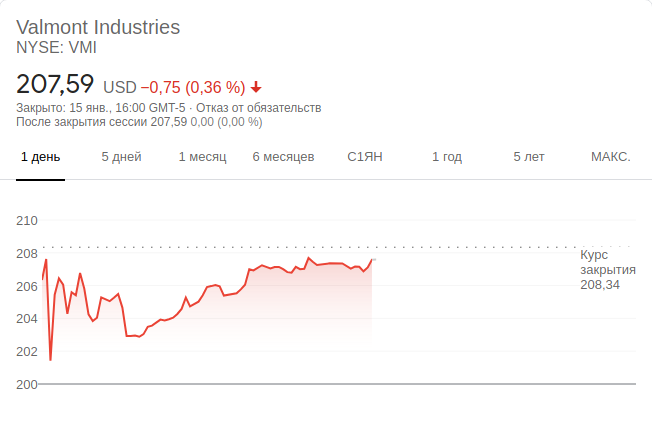 Valmont Industries
NYSE: VMI
207,59 USD −0,75 (0,36 %)
Закрыто: 15 янв., 16:00 GMT-5 · Отказ от обязательств
После закрытия сессии 207,59 0,00 (0,00 %)
1 день 5 дней 1 месяц 6 месяцев С1ЯН 1 год 5 лет МАКС.
210
208
206
204
202
200
Курс
закрытия
208,34